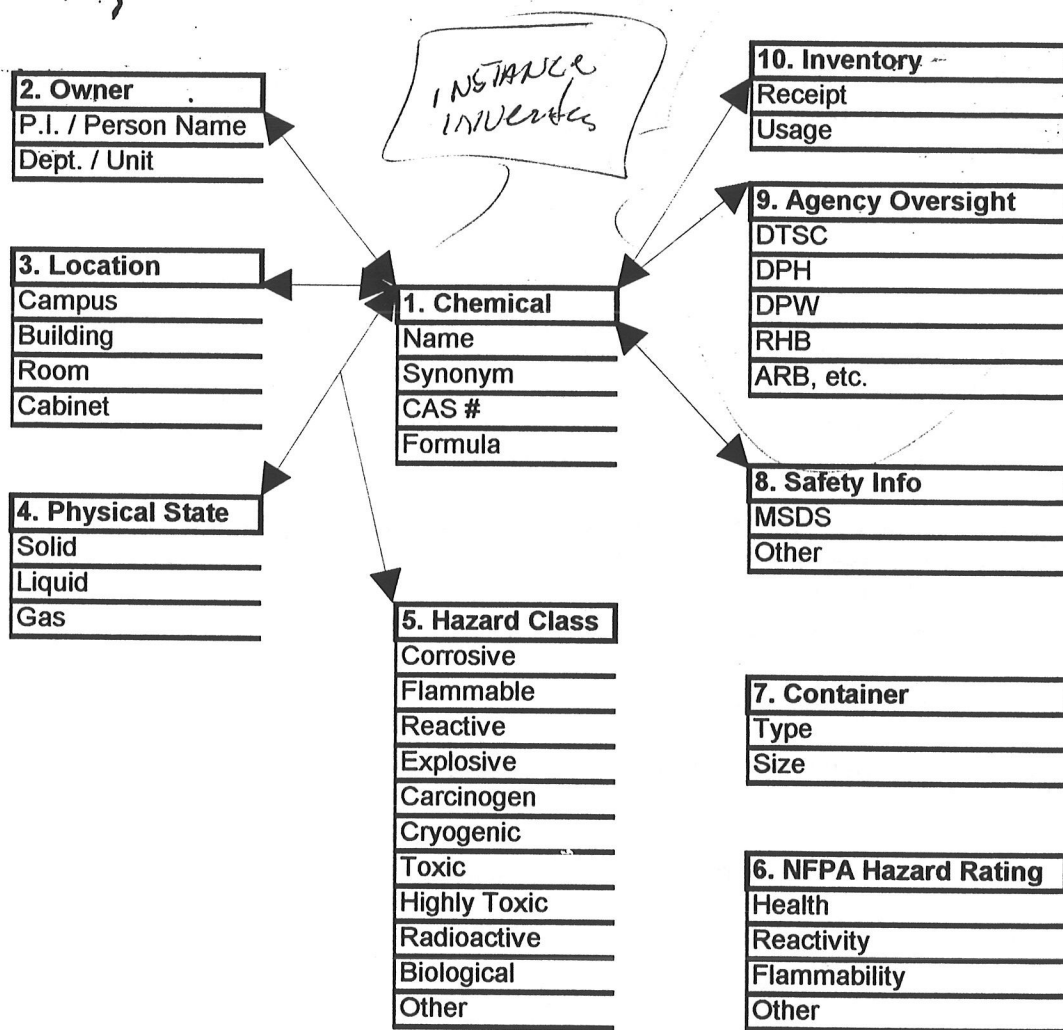 INSTANCE
2. Owner
P.I. / Person Name
Dept. / Unit
3. Location
Campus
Building
Room
Cabinet
4. Physical State
Solid
Liquid
Gas
1. Chemical
Name
Synonym
CAS #
Formula
5. Hazard Class
Corrosive
Flammable
Reactive
Explosive
Carcinogen
Cryogenic
Toxic
Highly Toxic
Radioactive
Biological
Other
10. Inventory
Receipt
Usage
9. Agency Oversight
DTSC
DPH
DPW
RHB
ARB, etc.
8. Safety Info
MSDS
Other
7. Container
Type
Size
6. NFPA Hazard Rating
Health
Reactivity
Flammability
Other